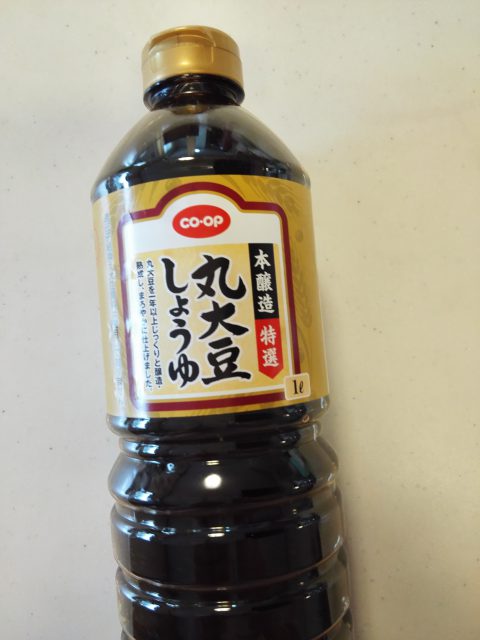 CO·OP
本醸造
特選
丸大豆
しょうゆ
丸大豆を一年以上じっくりと醸造・
熟成し、まろやかに仕上げました。
1ℓ